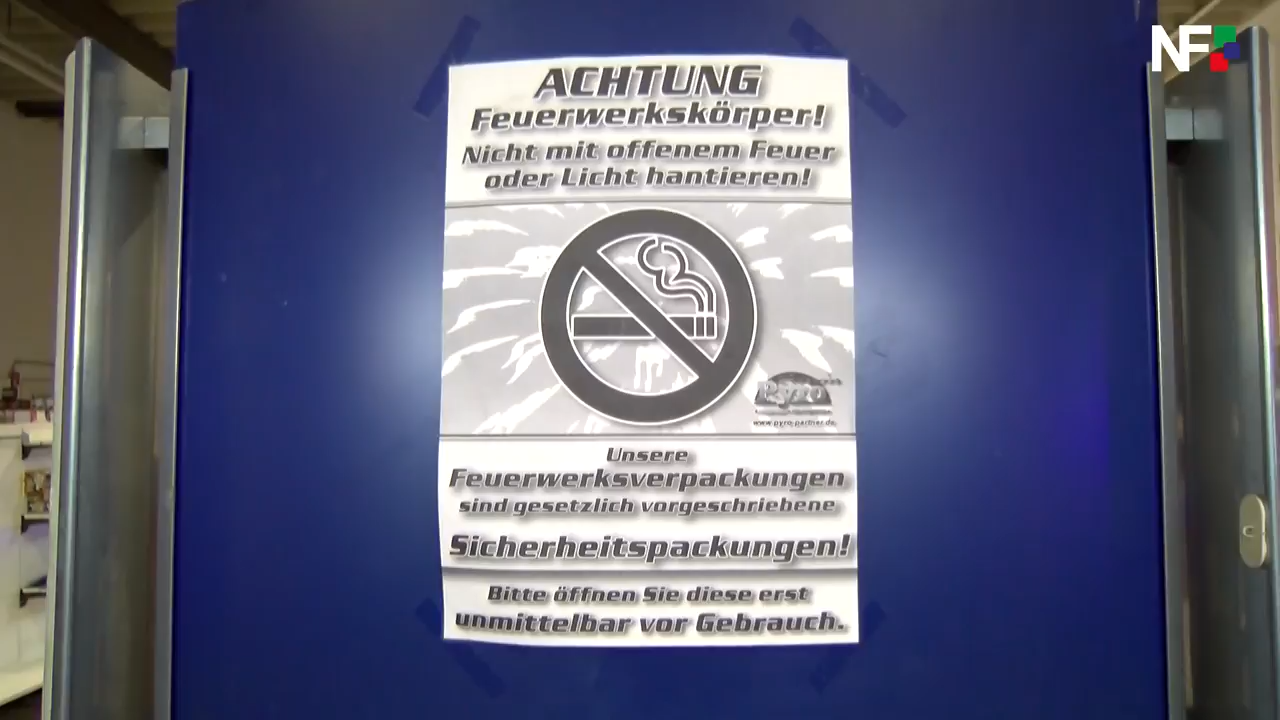 NF
ACHTUNG
Feuerwerkskörper!
Nicht mit offenem Feuer
oder Licht hantieren!
Pyro
www.pyro-partner.de
Unsere
Feuerwerksverpackungen
sind gesetzlich vorgeschriebene
Sicherheitspackungen!
Bitte öffnen Sie diese erst
unmittelbar vor Gebrauch.